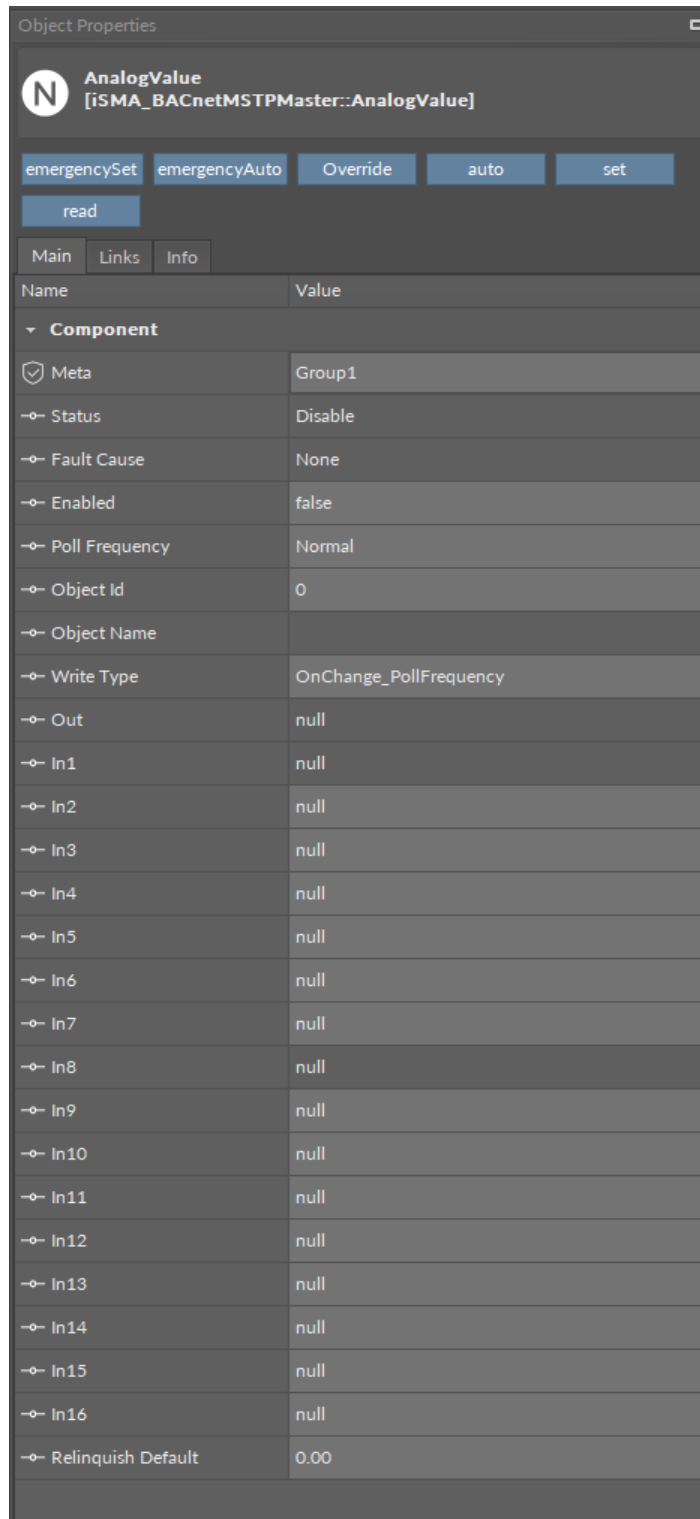 Object Properties
N
AnalogValue
[iSMA_BACnetMSTPMaster::AnalogValue]
emergencySet emergencyAuto Override auto set
read
Main Links Info
Name Value
Component
Meta Group1
Status Disable
Fault Cause None
Enabled false
Poll Frequency Normal
Object Id 0
Object Name
Write Type OnChange_PollFrequency
Out null
In1 null
In2 null
In3 null
In4 null
In5 null
In6 null
In7 null
In8 null
In9 null
In10 null
In11 null
In12 null
In13 null
In14 null
In15 null
In16 null
Relinquish Default 0.00